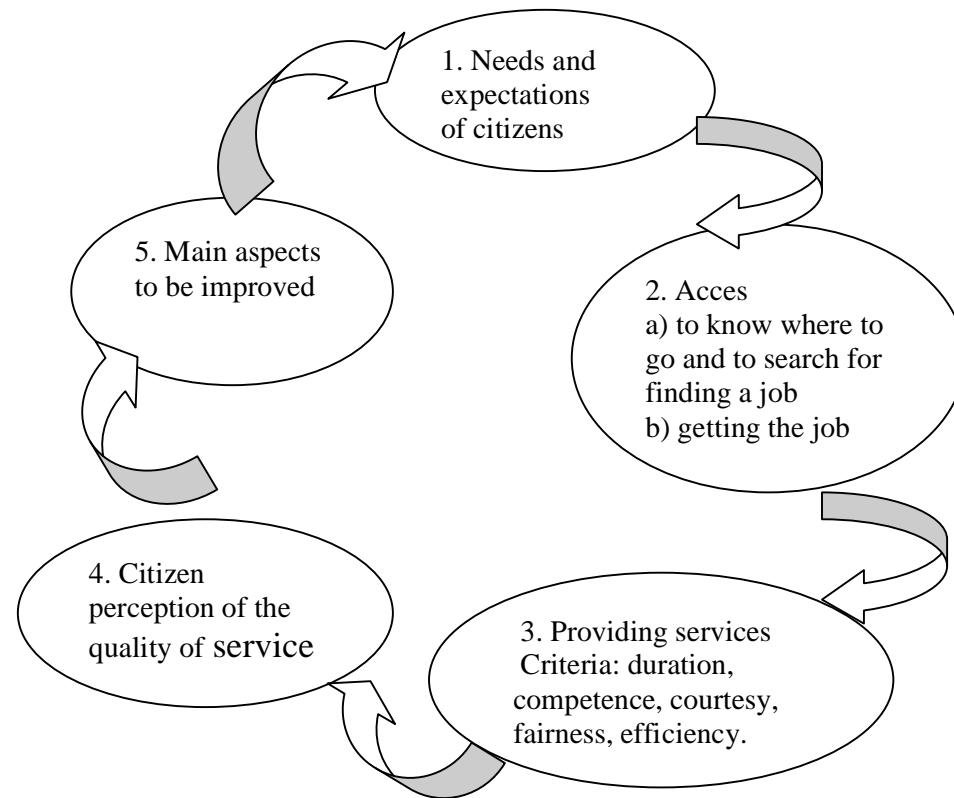 1. Needs and
expectations
of citizens
2. Acces
a) to know where to
go and to search for
finding a job
b) getting the job
3. Providing services
Criteria: duration,
competence, courtesy,
fairness, efficiency.
4. Citizen
perception of the
quality of service
5. Main aspects
to be improved